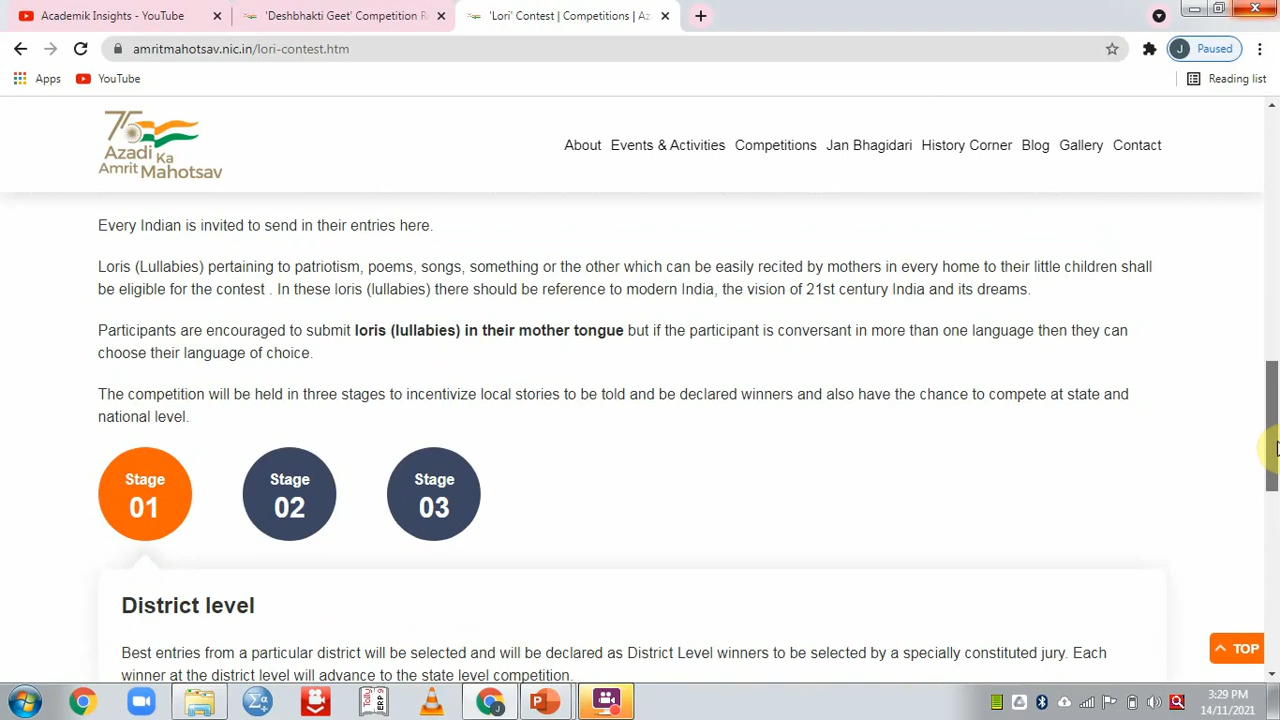 Academik Insights - YouTube
'Deshbhakti Geet' Competition R
'Lori' Contest | Competitions | Az
amritmahotsav.nic.in/lori-contest.htm
J Paused
Apps YouTube Reading list
75
Azadi Ka
Amrit Mahotsav
About Events & Activities Competitions Jan Bhagidari History Corner Blog Gallery Contact
Every Indian is invited to send in their entries here.
Loris (Lullabies) pertaining to patriotism, poems, songs, something or the other which can be easily recited by mothers in every home to their little children shall
be eligible for the contest . In these loris (lullabies) there should be reference to modern India, the vision of 21st century India and its dreams.
Participants are encouraged to submit loris (lullabies) in their mother tongue but if the participant is conversant in more than one language then they can
choose their language of choice.
The competition will be held in three stages to incentivize local stories to be told and be declared winners and also have the chance to compete at state and
national level.
Stage 01
Stage 02
Stage 03
District level
Best entries from a particular district will be selected and will be declared as District Level winners to be selected by a specially constituted jury. Each
winner at the district level will advance to the state level competition.
TOP
3:29 PM
14/11/2021